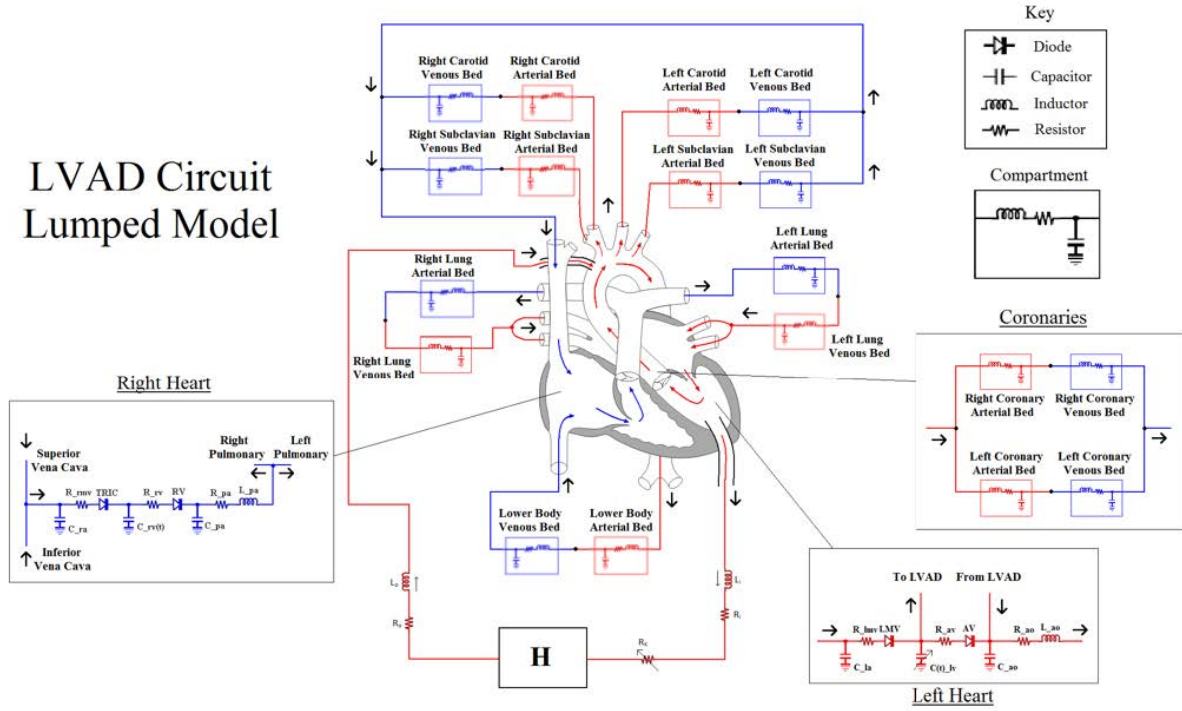 LVAD Circuit
Lumped Model
Key
Diode
Capacitor
Inductor
Resistor
Compartment
Right Carotid
Venous Bed
Right Carotid
Arterial Bed
Left Carotid
Arterial Bed
Left Carotid
Venous Bed
Right Subclavian
Venous Bed
Right Subclavian
Arterial Bed
Left Subclavian
Arterial Bed
Left Subclavian
Venous Bed
Right Lung
Arterial Bed
Left Lung
Arterial Bed
Right Lung
Venous Bed
Left Lung
Venous Bed
Coronaries
Right Coronary
Arterial Bed
Right Coronary
Venous Bed
Left Coronary
Arterial Bed
Left Coronary
Venous Bed
Right Heart
Superior
Vena Cava
Right
Pulmonary
Left
Pulmonary
R_rmv
TRIC
R_rv
RV
R_pa
L_pa
C_ra
C_rv(t)
C_pa
Inferior
Vena Cava
Lower Body
Venous Bed
Lower Body
Arterial Bed
L
R
L
R
H
R
To LVAD
From LVAD
R_lmv
LMV
R_av
AV
R_ao
L_ao
C_la
C(t)_lv
C_ao
Left Heart